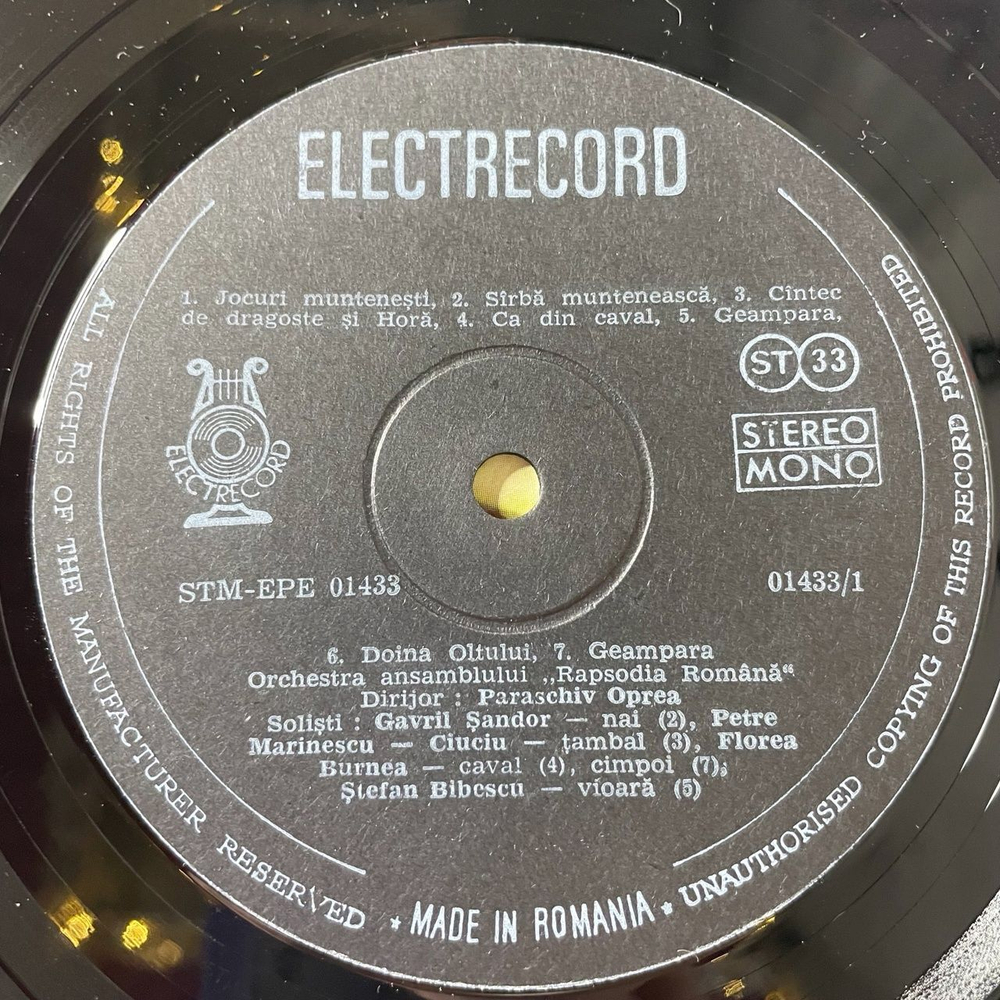 ELECTRECORD
1. Jocuri muntenești, 2. Sîrbă muntenească, 3. Cîntec
de dragoste și Horă, 4. Ca din caval, 5. Geampara,
ST 33
STEREO
MONO
ELECTRECORD
STM-EPE 01433
01433/1
6. Doina Oltului, 7. Geampara
Orchestra ansamblului „Rapsodia Română“
Dirijor : Paraschiv Oprea
Soliști : Gavril Șandor — nai (2), Petre
Marinescu — Ciuciu — țambal (3), Florea
Burnea — caval (4), cimpoi (7),
Ștefan Bibescu — vioară (5)
ALL RIGHTS OF THE MANUFACTURER RESERVED * MADE IN ROMANIA * UNAUTHORISED COPYING OF THIS RECORD PROHIBITED